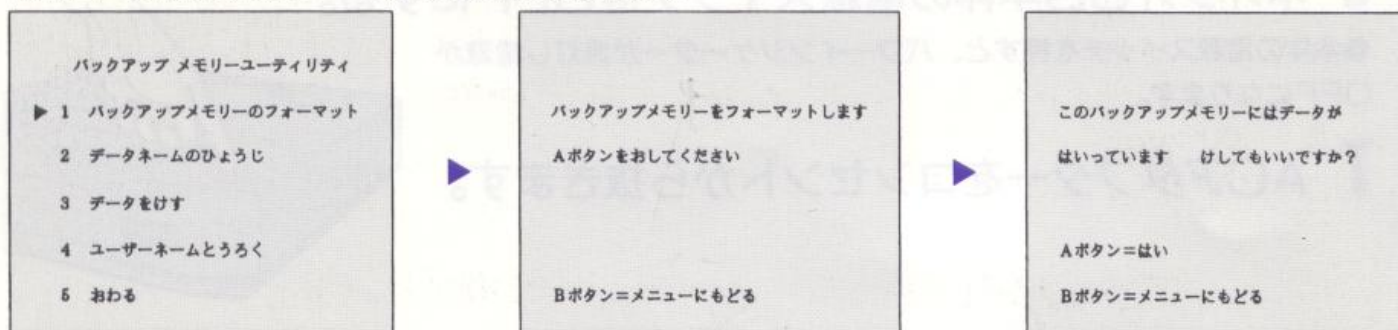 バックアップ メモリーユーティリティ
▶ 1 バックアップメモリーのフォーマット
2 データネームのひょうじ
3 データをけす
4 ユーザーネームとうろく
5 おわる
バックアップメモリーをフォーマットします
Aボタンをおしてください
Bボタン=メニューにもどる
このバックアップメモリーにはデータが
はいっています けしてもいいですか?
Aボタン=はい
Bボタン=メニューにもどる